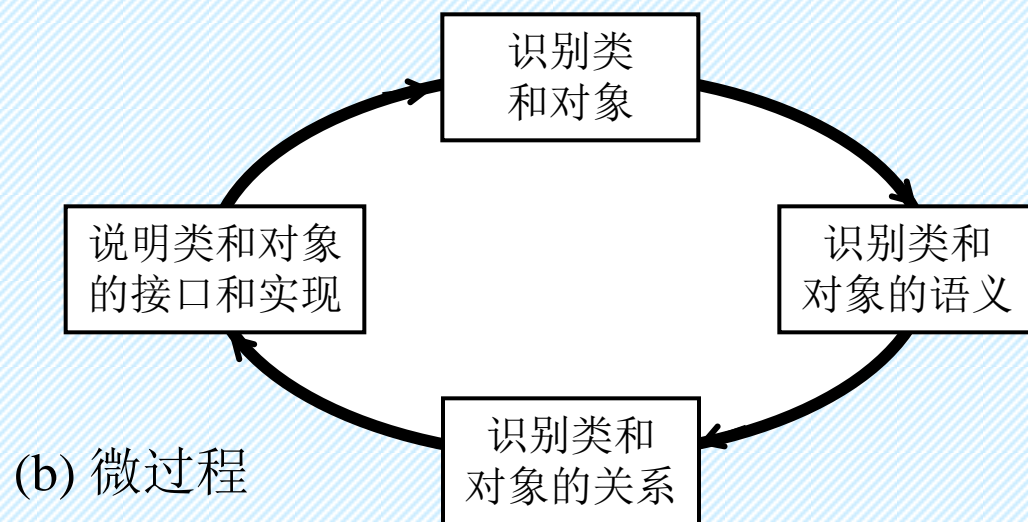 识别类
和对象
说明类和对象
的接口和实现
识别类和
对象的语义
识别类和
对象的关系
(b) 微过程